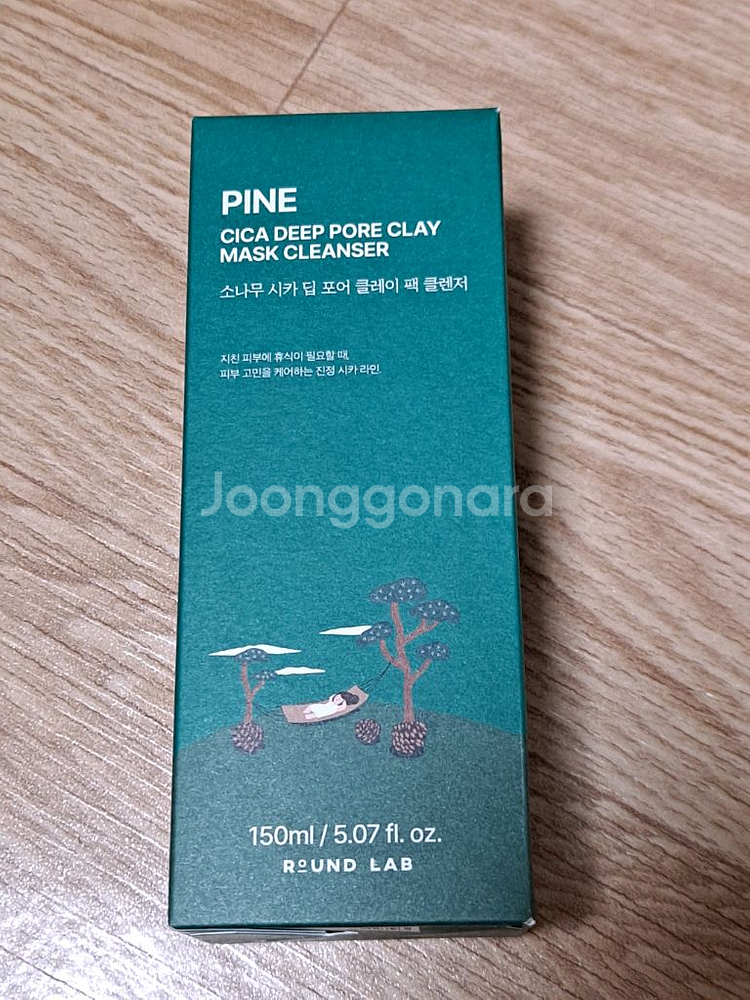 PINE
CICA DEEP PORE CLAY
MASK CLEANSER
소나무 시카 딥 포어 클레이 팩 클렌저
지친 피부에 휴식이 필요할 때,
피부 고민을 케어하는 진정 시카 라인.
Joonggonara
150ml / 5.07 fl. oz.
ROUND LAB